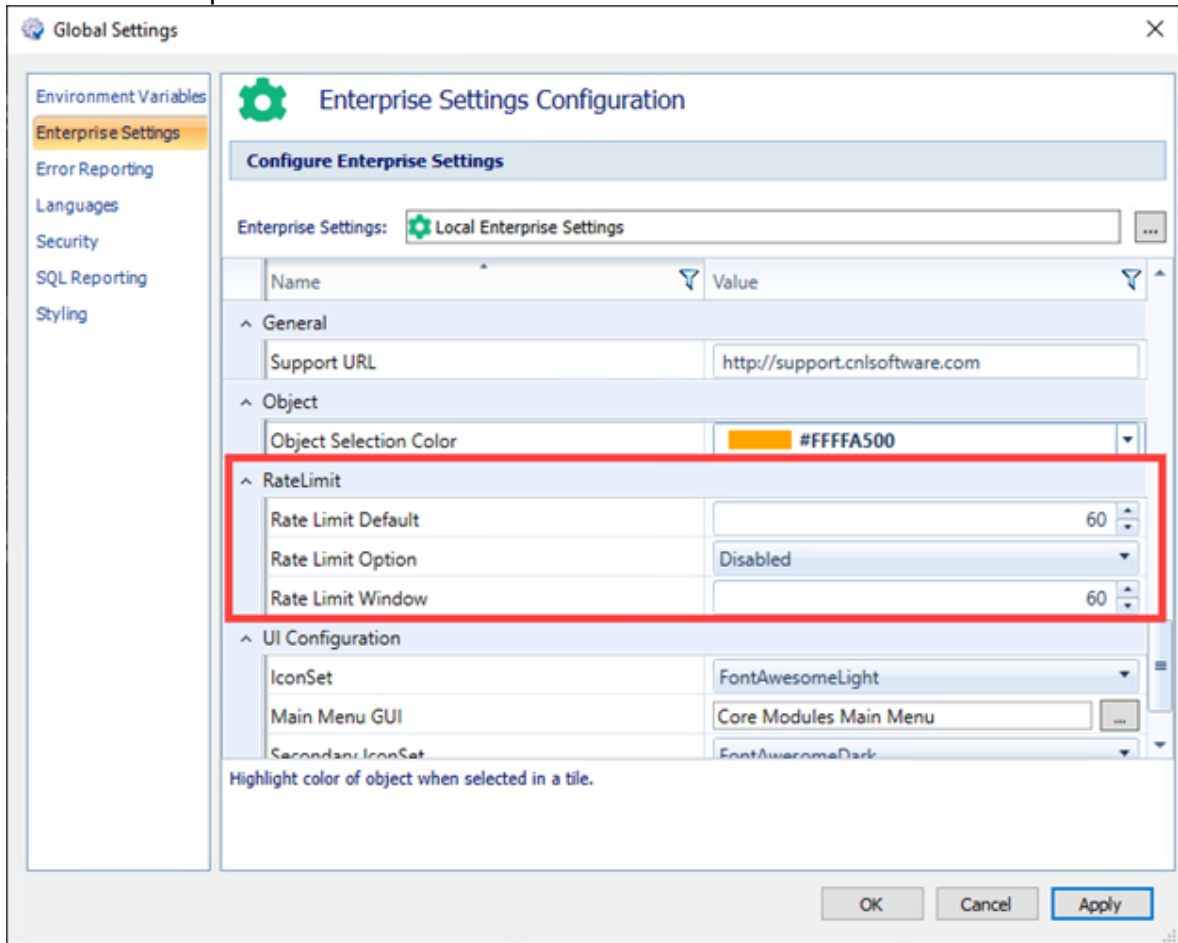 Global Settings
Environment Variables
Enterprise Settings
Error Reporting
Languages
Security
SQL Reporting
Styling
Enterprise Settings Configuration
Configure Enterprise Settings
Enterprise Settings: Local Enterprise Settings ...
Name Value
General
Support URL http://support.cnlsoftware.com
Object
Object Selection Color #FFFFA500
RateLimit
Rate Limit Default 60
Rate Limit Option Disabled
Rate Limit Window 60
UI Configuration
IconSet FontAwesomeLight
Main Menu GUI Core Modules Main Menu ...
Secondary IconSet FontAwesomeDark
Highlight color of object when selected in a tile.
OK Cancel Apply